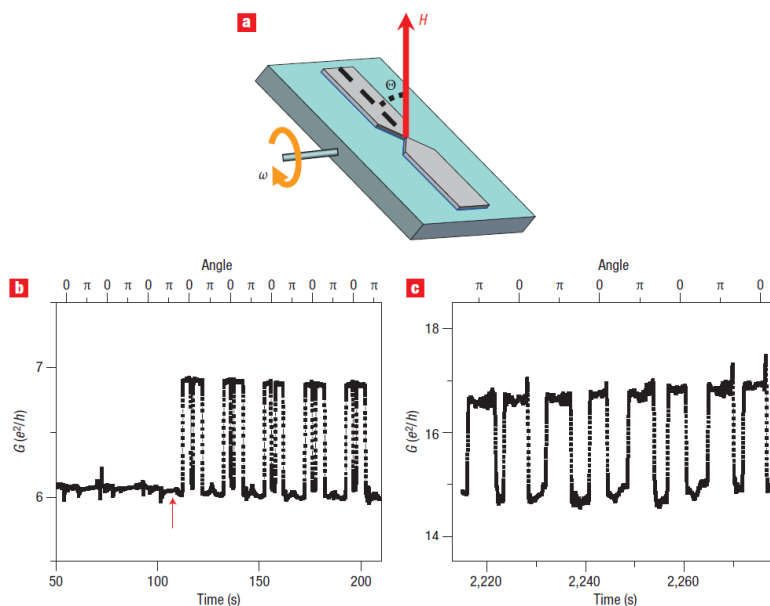 a
H
Θ
ω
b
Angle
0 π 0 π 0 π 0 π 0 π 0 π 0 π 0 π
7
6
G (e²/h)
50 100 150 200
Time (s)
c
Angle
π 0 π 0 π 0 π 0
18
16
14
G (e²/h)
2,220 2,240 2,260
Time (s)